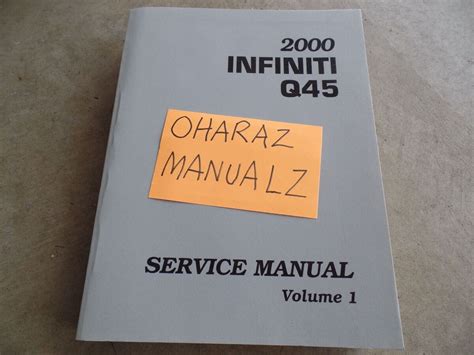 2000
INFINITI
Q45
OHARAZ
MANUALZ
SERVICE MANUAL
Volume 1